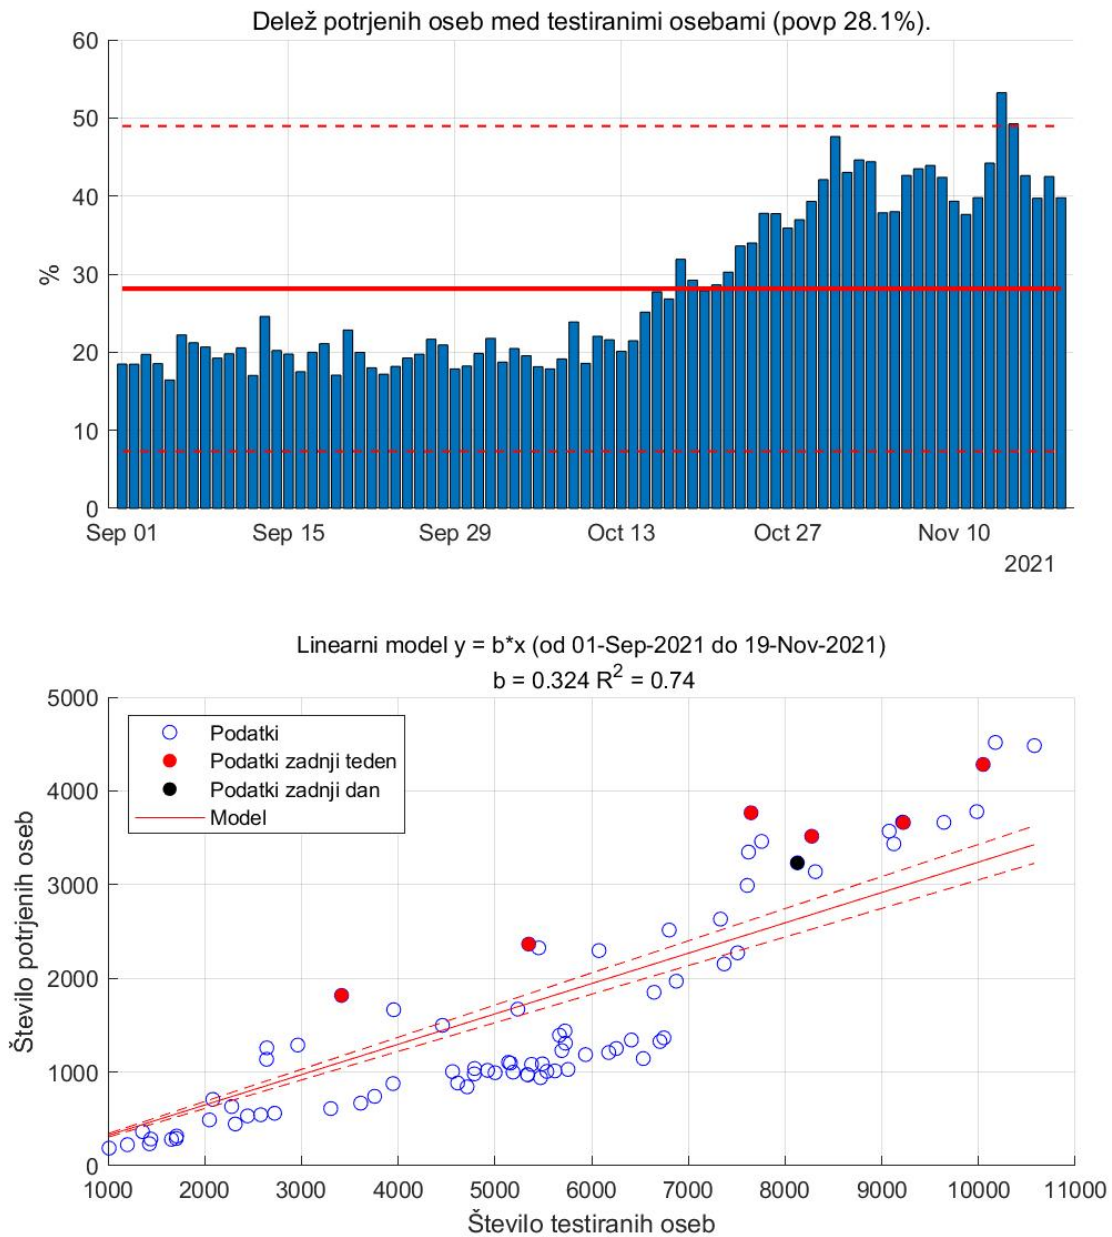 Delež potrjenih oseb med testiranimi osebami (povp 28.1%).
60
50
40
30
20
10
0
%
Sep 01 Sep 15 Sep 29 Oct 13 Oct 27 Nov 10
2021
Linearni model y = b*x (od 01-Sep-2021 do 19-Nov-2021)
b = 0.324 R² = 0.74
5000
4000
3000
2000
1000
0
Število potrjenih oseb
Podatki
Podatki zadnji teden
Podatki zadnji dan
Model
1000 2000 3000 4000 5000 6000 7000 8000 9000 10000 11000
Število testiranih oseb